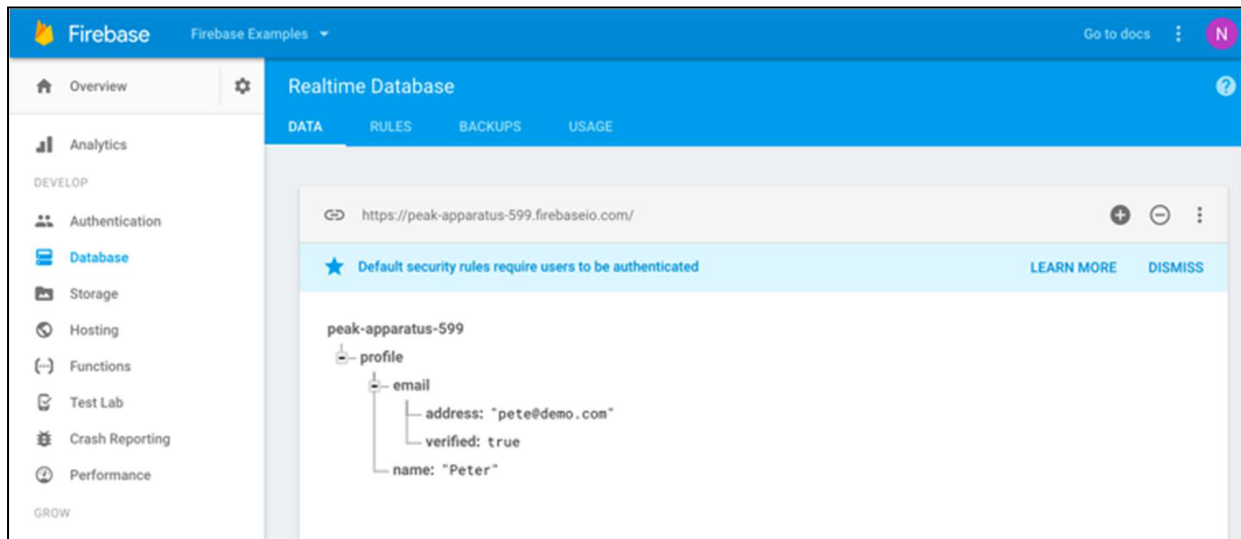 Firebase Firebase Examples Go to docs N
Overview
Realtime Database ?
DATA RULES BACKUPS USAGE
Analytics
DEVELOP
Authentication
Database
Storage
Hosting
Functions
Test Lab
Crash Reporting
Performance
GROW
https://peak-apparatus-599.firebaseio.com/
Default security rules require users to be authenticated LEARN MORE DISMISS
peak-apparatus-599
profile
email
address: "pete@demo.com"
verified: true
name: "Peter"